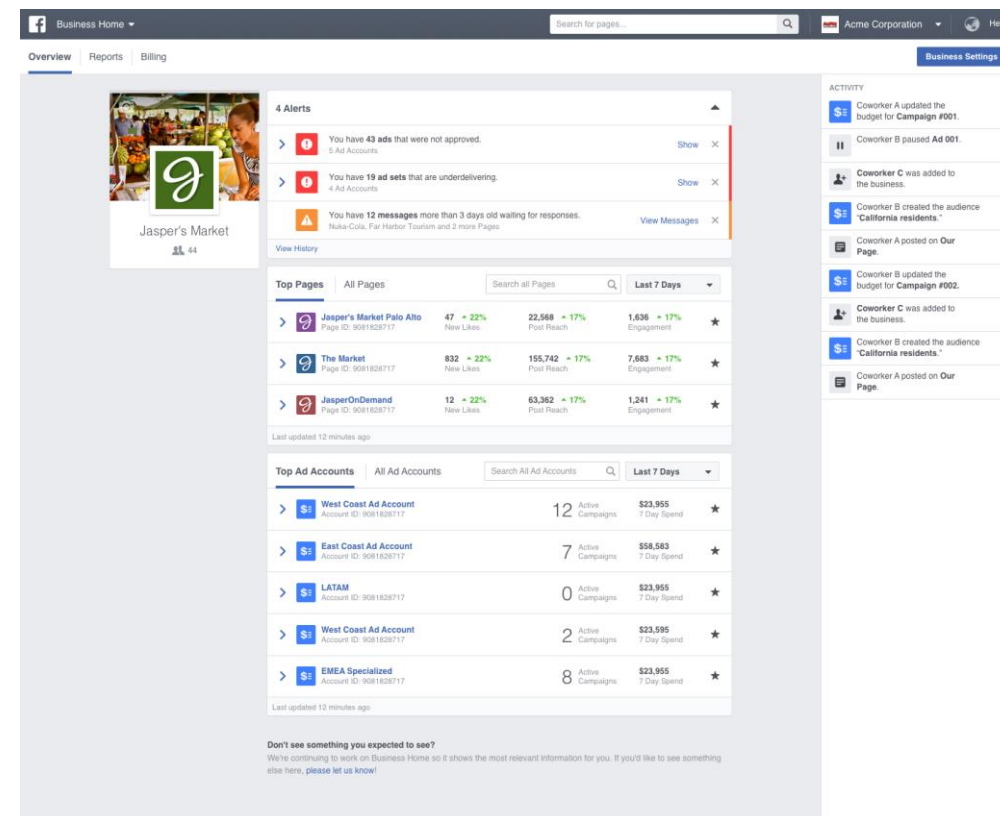 Business Home
Search for pages...
Acme Corporation
He
Overview Reports Billing
Business Settings
Jasper's Market
44
4 Alerts
You have 43 ads that were not approved.
5 Ad Accounts
Show
You have 19 ad sets that are underdelivering.
4 Ad Accounts
Show
You have 12 messages more than 3 days old waiting for responses.
Nuka-Cola, Far Harbor Tourism and 2 more Pages
View Messages
View History
Top Pages All Pages Search all Pages Last 7 Days
Jasper's Market Palo Alto 47 22% 22,568 17% 1,636 17%
Page ID: 9081828717 New Likes Post Reach Engagement
The Market 832 22% 155,742 17% 7,683 17%
Page ID: 9081828717 New Likes Post Reach Engagement
JasperOnDemand 12 22% 63,362 17% 1,241 17%
Page ID: 9081828717 New Likes Post Reach Engagement
Last updated 12 minutes ago
Top Ad Accounts All Ad Accounts Search All Ad Accounts Last 7 Days
West Coast Ad Account 12 Active $23,955
Account ID: 9081828717 Campaigns 7 Day Spend
East Coast Ad Account 7 Active $58,583
Account ID: 9081828717 Campaigns 7 Day Spend
LATAM 0 Active $23,955
Account ID: 9081828717 Campaigns 7 Day Spend
West Coast Ad Account 2 Active $23,595
Account ID: 9081828717 Campaigns 7 Day Spend
EMEA Specialized 8 Active $23,955
Account ID: 9081828717 Campaigns 7 Day Spend
Last updated 12 minutes ago
Don't see something you expected to see?
We're continuing to work on Business Home so it shows the most relevant information for you. If you'd like to see something
else here, please let us know!
ACTIVITY
Coworker A updated the
budget for Campaign #001.
Coworker B paused Ad 001.
Coworker C was added to
the business.
Coworker B created the audience
"California residents."
Coworker A posted on Our
Page.
Coworker B updated the
budget for Campaign #002.
Coworker C was added to
the business.
Coworker B created the audience
"California residents."
Coworker A posted on Our
Page.